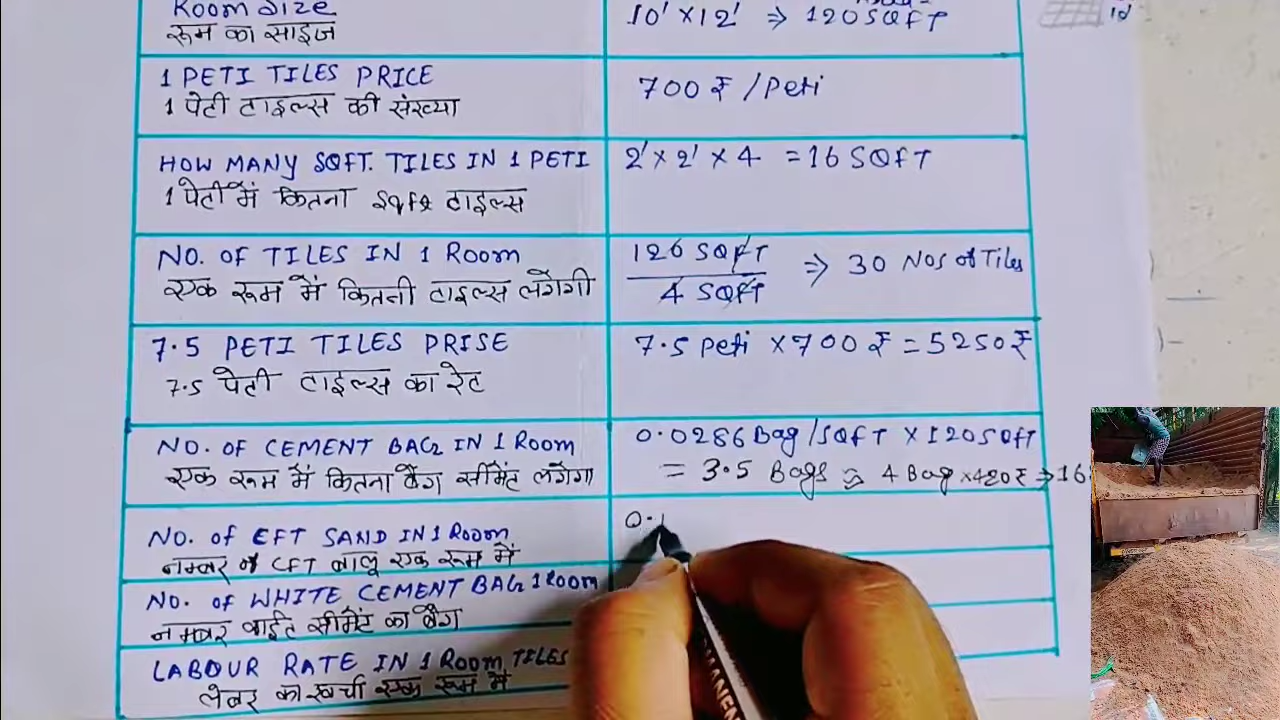 Room Size
रूम का साइज
10' × 12' ⇒ 120 SQFT
1 PETI TILES PRICE
1 पेटी टाइल्स की संख्या
700 ₹ /Peti
HOW MANY SQFT. TILES IN 1 PETI
1 पेटी में कितना Sqft टाइल्स
2' × 2' × 4 = 16 SQFT
NO. OF TILES IN 1 Room
एक रूम में कितनी टाइल्स लगेगी
120 SQFT
4 SQFT
⇒ 30 Nos of Tiles
7.5 PETI TILES PRISE
7.5 पेटी टाइल्स का रेट
7.5 Peti × 700 ₹ = 5250 ₹
NO. OF CEMENT BAG IN 1 Room
एक रूम में कितना बैग सीमेंट लगेगा
0.0286 Bag/SQFT × 120 SQFT
= 3.5 Bags ≈ 4 Bag × 420 ₹ ⇒ 16
NO. OF CFT SAND IN 1 Room
नम्बर of CFT बालू एक रूम में
0.1
NO. OF WHITE CEMENT BAG 1 Room
नम्बर वाईट सीमेंट का बैग
LABOUR RATE IN 1 Room TILES
लेबर का खर्चा एक रूम में